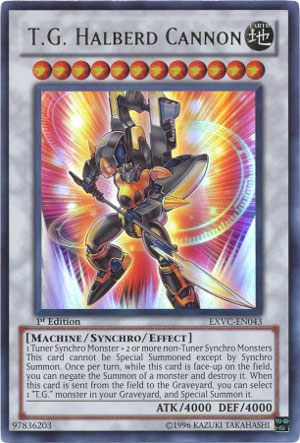 T.G. HALBERD CANNON
EARTH
地
1st Edition
EXVC-EN043
[MACHINE/SYNCHRO/EFFECT]
1 Tuner Synchro Monster + 2 or more non-Tuner Synchro Monsters
This card cannot be Special Summoned except by Synchro
Summon. Once per turn, while this card is face-up on the field,
you can negate the Summon of a monster and destroy it. When
this card is sent from the field to the Graveyard, you can select
1 "T.G." monster in your Graveyard, and Special Summon it.
ATK/4000 DEF/4000
97836203
©1996 KAZUKI TAKAHASHI